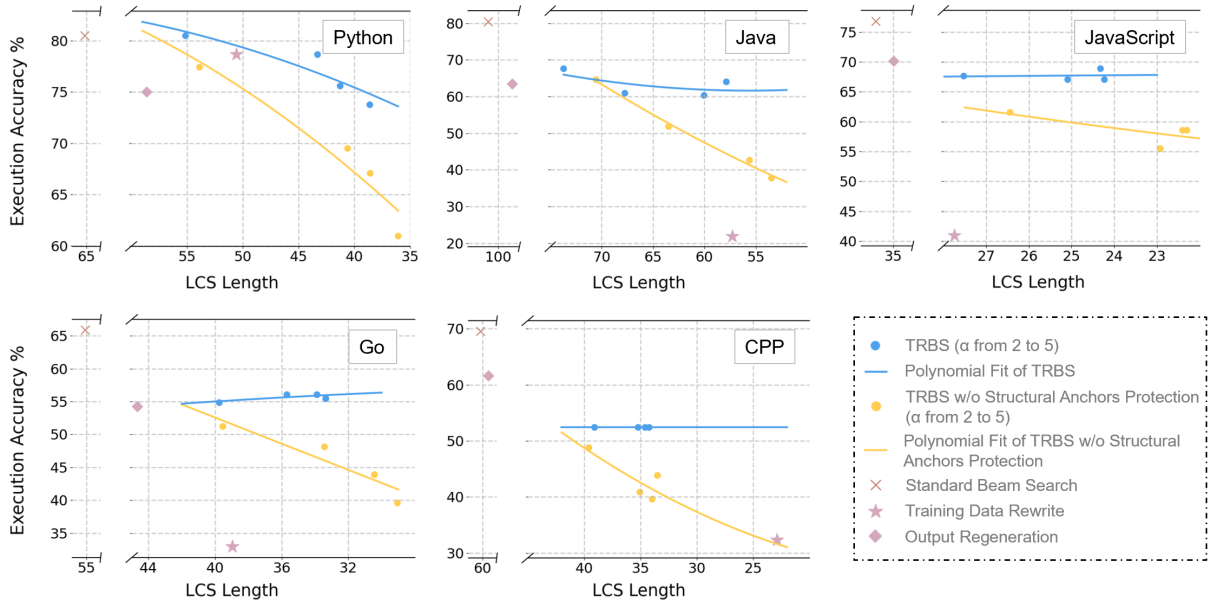 Python
Execution Accuracy %
80
75
70
65
60
65
55
50
45
40
35
LCS Length
Java
80
70
60
50
40
30
20
100
70
65
60
55
LCS Length
JavaScript
75
70
65
60
55
50
45
40
35
27
26
25
24
23
LCS Length
Go
Execution Accuracy %
65
60
55
50
45
40
35
55
44
40
36
32
LCS Length
CPP
70
60
50
40
30
60
40
35
30
25
LCS Length
TRBS (α from 2 to 5)
Polynomial Fit of TRBS
TRBS w/o Structural Anchors Protection
(α from 2 to 5)
Polynomial Fit of TRBS w/o Structural
Anchors Protection
Standard Beam Search
Training Data Rewrite
Output Regeneration